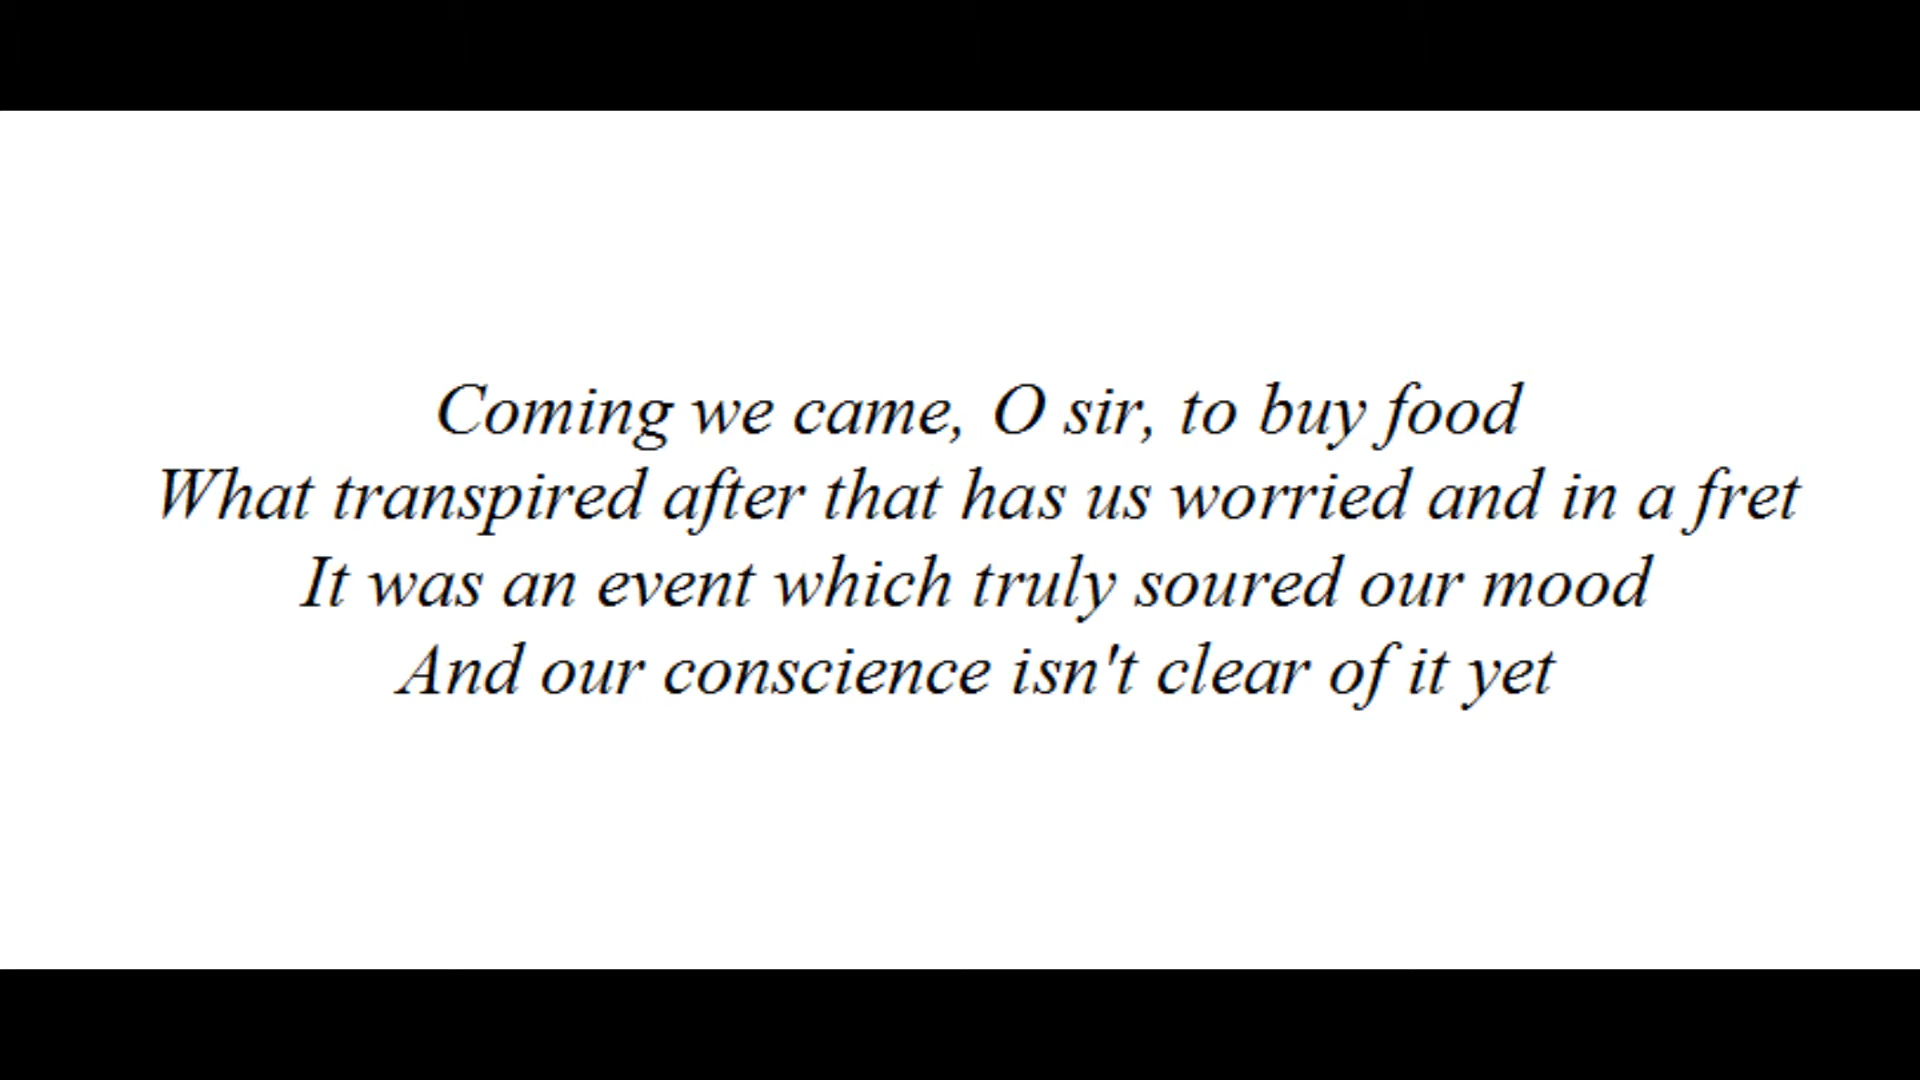 Coming we came, O sir, to buy food
What transpired after that has us worried and in a fret
It was an event which truly soured our mood
And our conscience isn't clear of it yet